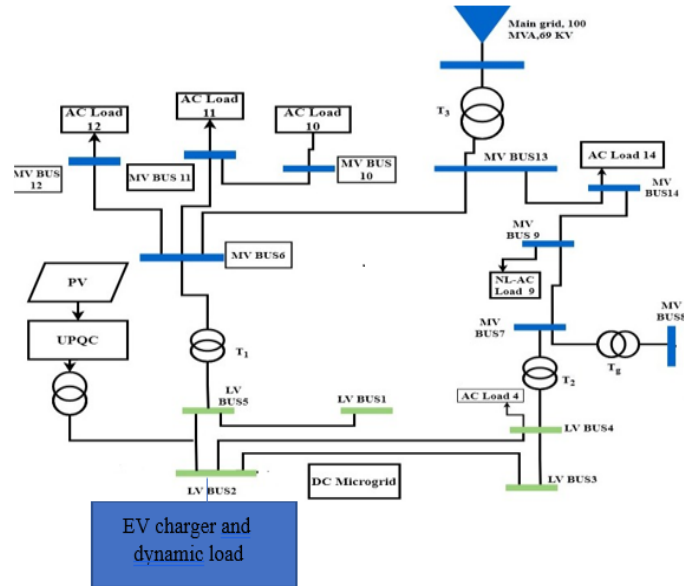 Main grid, 100
MVA,69 KV
T3
AC Load
12
AC Load
11
AC Load
10
MV BUS
12
MV BUS 11
MV BUS
10
MV BUS13
AC Load 14
MV
BUS14
MV
BUS 9
NL-AC
Load 9
MV BUS6
PV
UPQC
T1
MV
BUS7
MV
BUS8
Tg
T2
AC Load 4
LV
BUS5
LV BUS1
LV BUS4
LV BUS2
DC Microgrid
LV BUS3
EV charger and
dynamic load